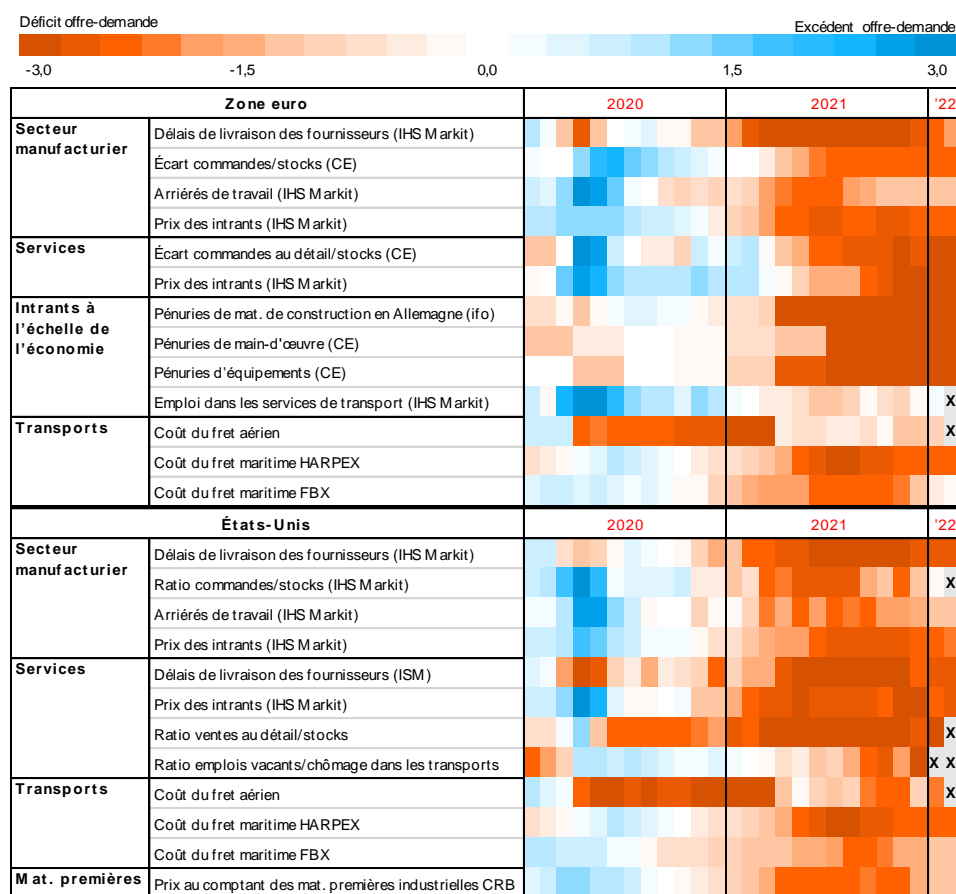 Déficit offre-demande
Excédent offre-demande
-3,0 -1,5 0,0 1,5 3,0
Zone euro 2020 2021 '22
Secteur manufacturier
Délais de livraison des fournisseurs (IHS Markit)
Écart commandes/stocks (CE)
Arriérés de travail (IHS Markit)
Prix des intrants (IHS Markit)
Services
Écart commandes au détail/stocks (CE)
Prix des intrants (IHS Markit)
Intrants à l'échelle de l'économie
Pénuries de mat. de construction en Allemagne (ifo)
Pénuries de main-d'œuvre (CE)
Pénuries d'équipements (CE)
Emploi dans les services de transport (IHS Markit) X
Transports
Coût du fret aérien X
Coût du fret maritime HARPEX
Coût du fret maritime FBX
États-Unis 2020 2021 '22
Secteur manufacturier
Délais de livraison des fournisseurs (IHS Markit)
Ratio commandes/stocks (IHS Markit) X
Arriérés de travail (IHS Markit)
Prix des intrants (IHS Markit)
Services
Délais de livraison des fournisseurs (ISM)
Prix des intrants (IHS Markit)
Ratio ventes au détail/stocks X
Ratio emplois vacants/chômage dans les transports X X
Transports
Coût du fret aérien X
Coût du fret maritime HARPEX
Coût du fret maritime FBX
Mat. premières
Prix au comptant des mat. premières industrielles CRB